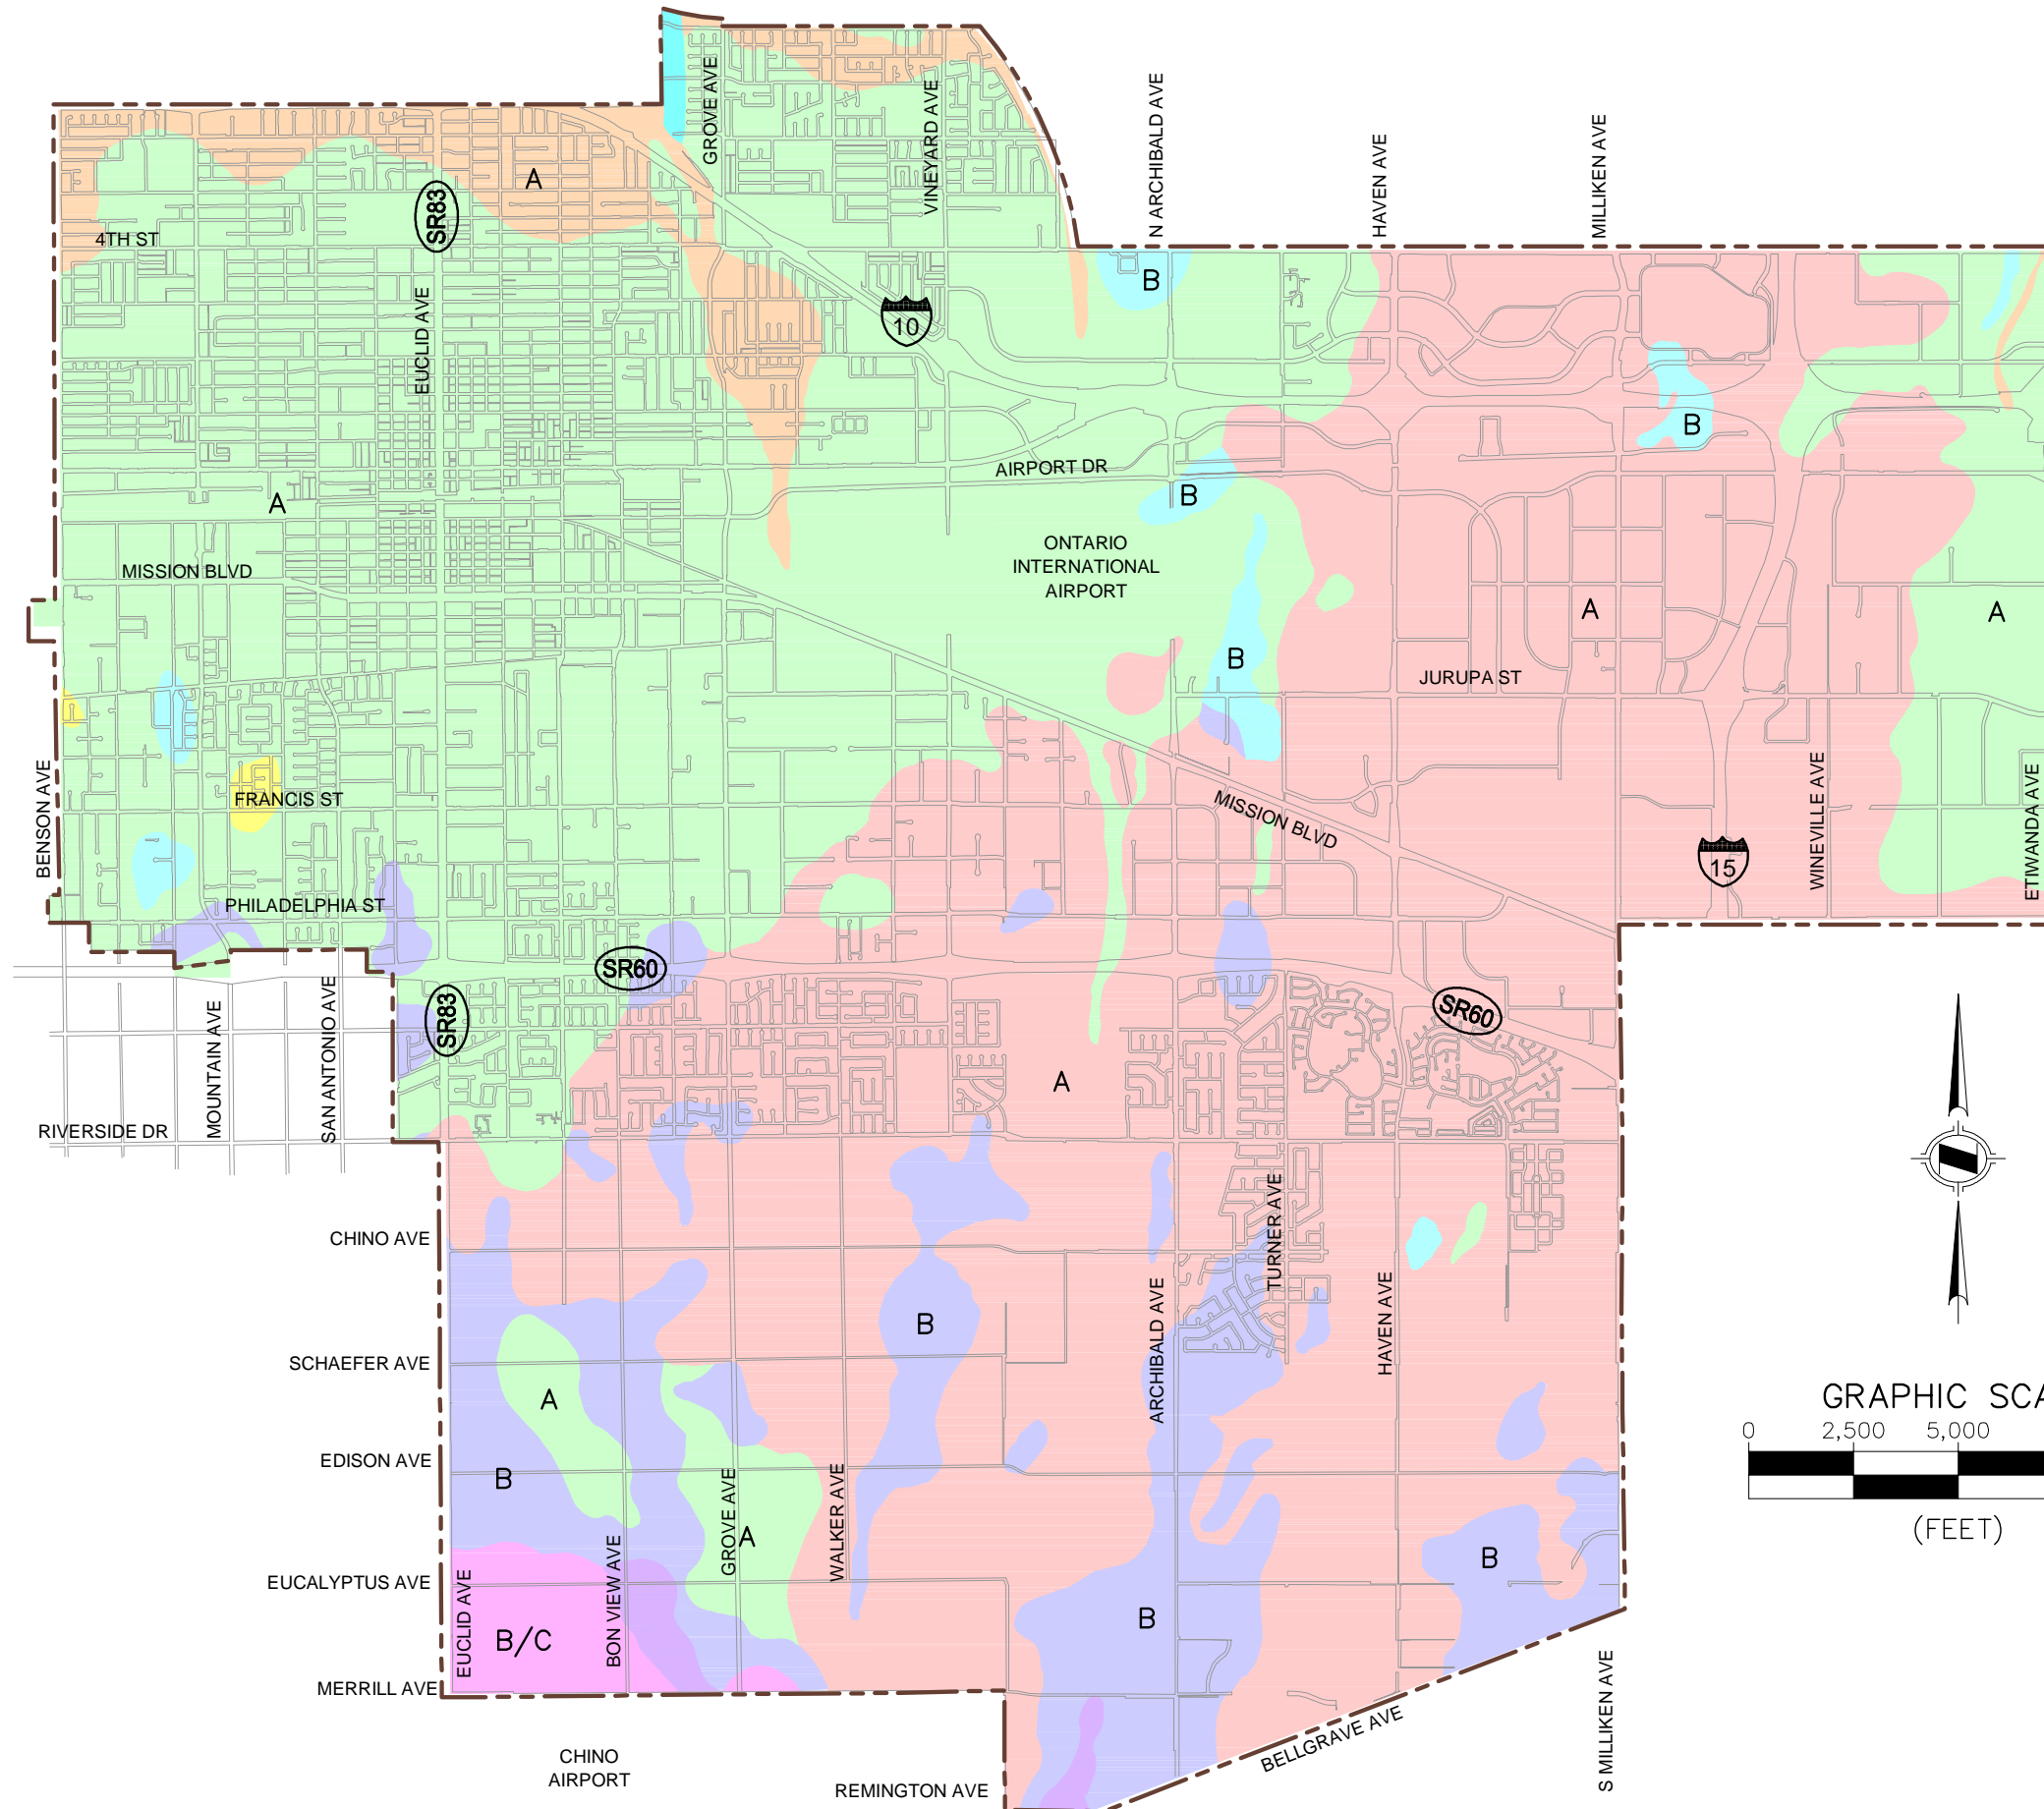 GROVE AVE
VINEYARD AVE
N ARCHIBALD AVE
HAVEN AVE
MILLIKEN AVE
A
SR83
4TH ST
B
EUCLID AVE
10
B
AIRPORT DR
A
B
ONTARIO
INTERNATIONAL
AIRPORT
MISSION BLVD
A
A
B
JURUPA ST
BENSON AVE
FRANCIS ST
MISSION BLVD
15
WINEVILLE AVE
ETIWANDA AVE
PHILADELPHIA ST
SR60
SR83
SR60
MOUNTAIN AVE
SAN ANTONIO AVE
A
RIVERSIDE DR
TURNER AVE
CHINO AVE
B
ARCHIBALD AVE
HAVEN AVE
SCHAEFER AVE
A
GRAPHIC SCA
0 2,500 5,000
(FEET)
EDISON AVE
B
GROVE AVE
A
WALKER AVE
B
EUCALYPTUS AVE
EUCLID AVE
B/C
BON VIEW AVE
B
MERRILL AVE
S MILLIKEN AVE
BELLGRAVE AVE
CHINO
AIRPORT
REMINGTON AVE